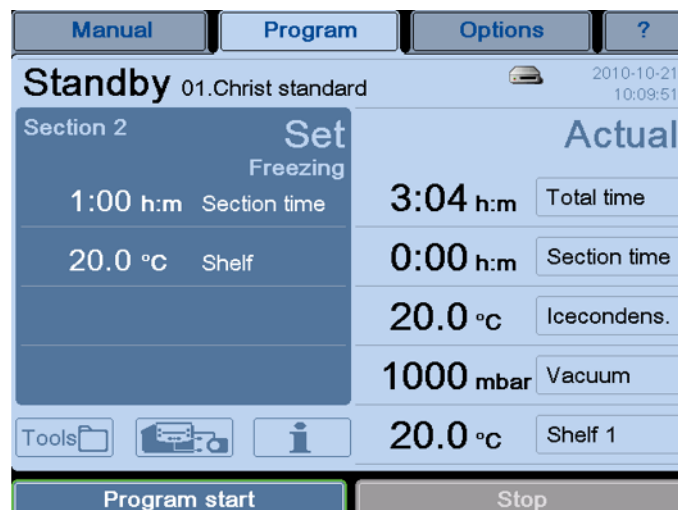 Manual Program Options ?
Standby 01.Christ standard
2010-10-21
10:09:51
Section 2 Set
Freezing
1:00 h:m Section time
20.0 °C Shelf
Actual
3:04 h:m Total time
0:00 h:m Section time
20.0 °C Icecondens.
1000 mbar Vacuum
20.0 °C Shelf 1
Tools i
Program start Stop